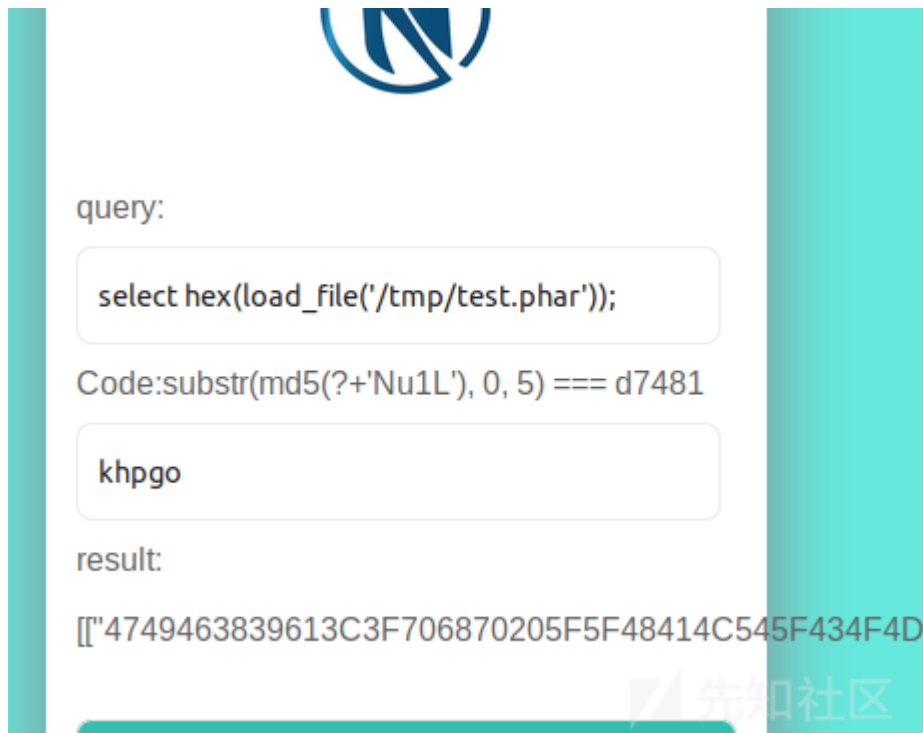 query:
select hex(load_file('/tmp/test.phar'));
Code:substr(md5(?+'Nu1L'), 0, 5) === d7481
khpgo
result:
[["4749463839613C3F706870205F5F48414C545F434F4D
先知社区